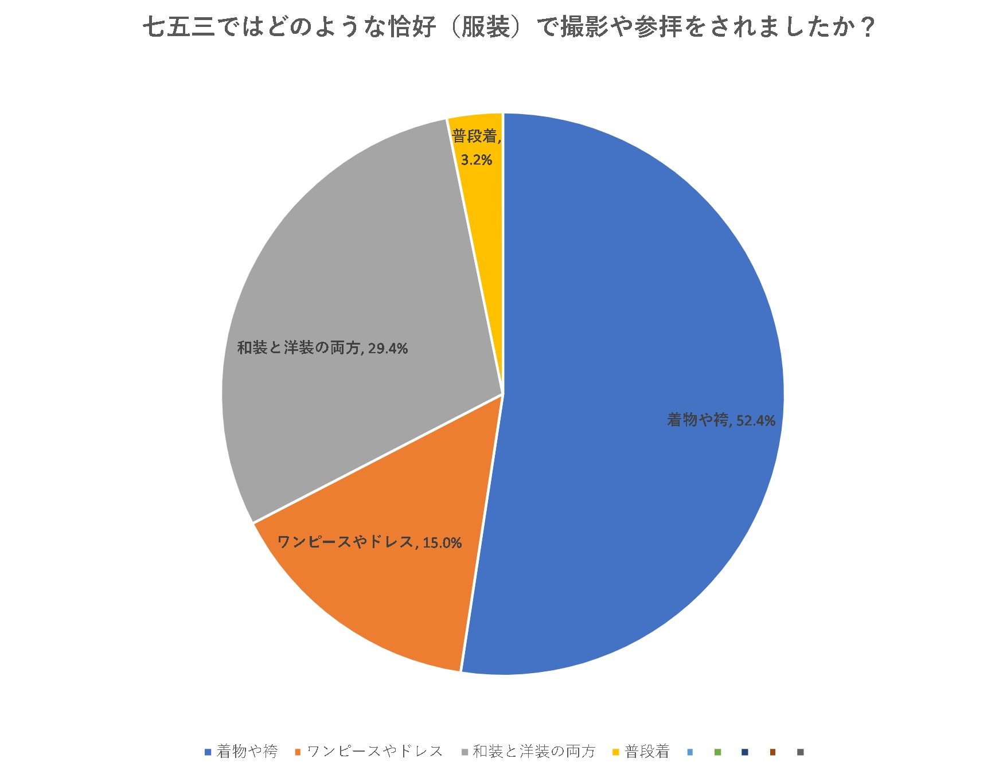 七五三ではどのような恰好（服装）で撮影や参拝をされましたか？
普段着,
3.2%
和装と洋装の両方, 29.4%
着物や袴, 52.4%
ワンピースやドレス, 15.0%
着物や袴 ワンピースやドレス 和装と洋装の両方 普段着